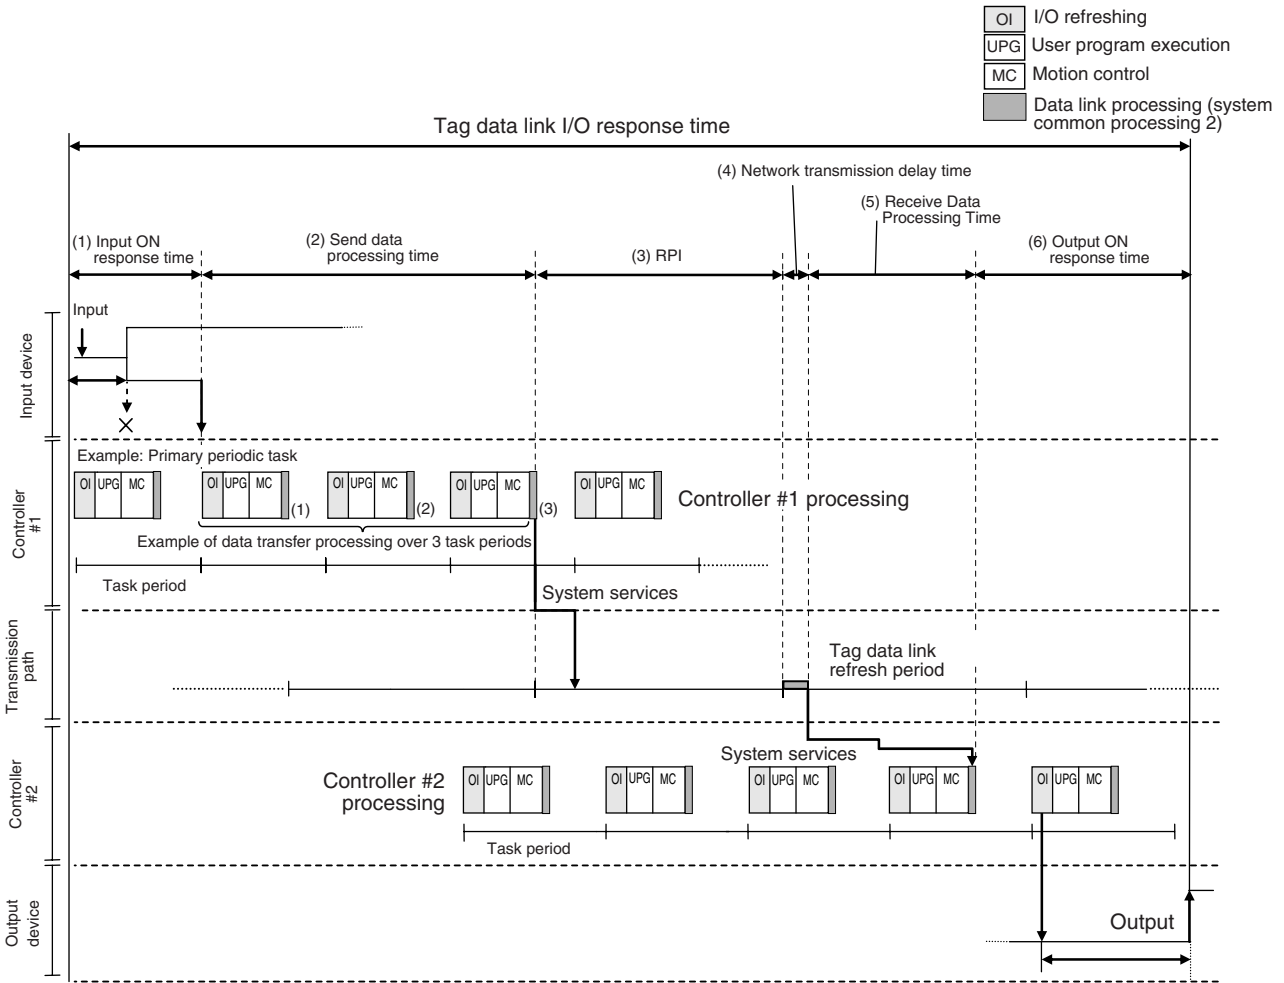 OI I/O refreshing
UPG User program execution
MC Motion control
Data link processing (system
common processing 2)
Tag data link I/O response time
(4) Network transmission delay time
(5) Receive Data
Processing Time
(1) Input ON
response time
(2) Send data
processing time
(3) RPI
(6) Output ON
response time
Input device
Input
Controller
#1
Example: Primary periodic task
OI UPG MC
OI UPG MC (1)
OI UPG MC (2)
OI UPG MC (3)
OI UPG MC
Controller #1 processing
Example of data transfer processing over 3 task periods
Task period
System services
Transmission
path
Tag data link
refresh period
Controller
#2
System services
Controller #2
processing
OI UPG MC
OI UPG MC
OI UPG MC
OI UPG MC
OI UPG MC
Task period
Output
device
Output